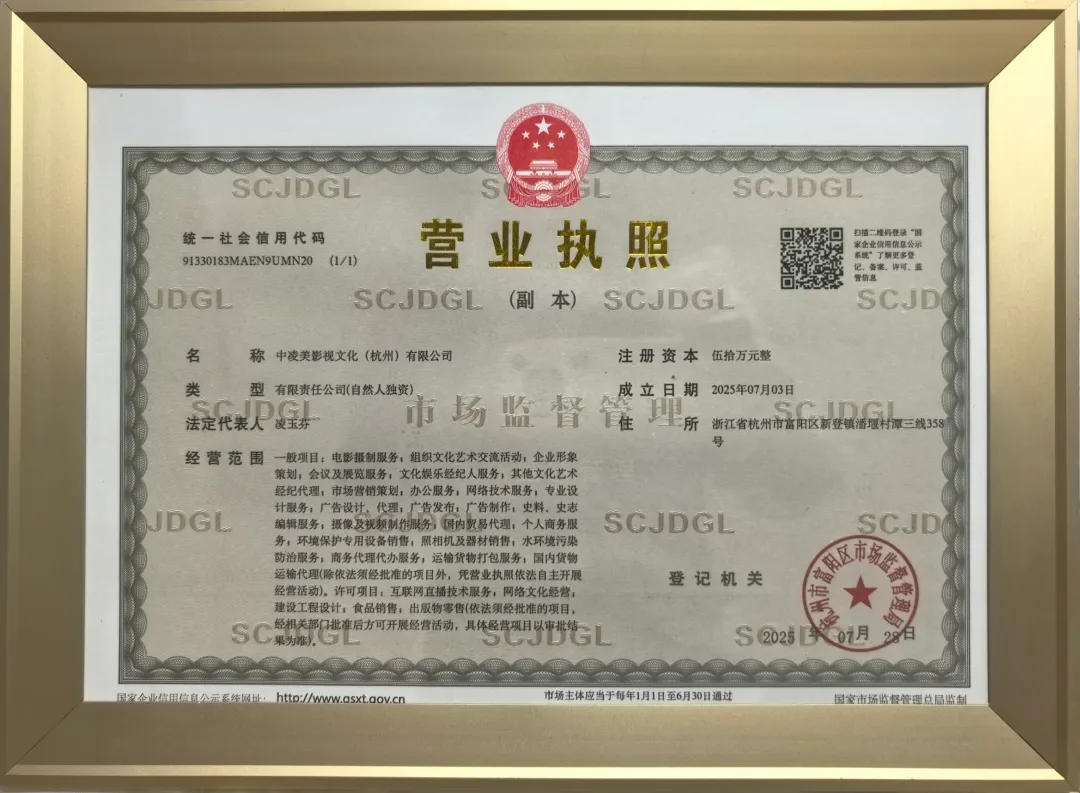 SCJDGL SCJDGL SCJDGL
统一社会信用代码
91330183MAEN9UMN20 (1/1)
营业执照
(副 本)
扫描二维码登录“国
家企业信用信息公示
系统”了解更多登
记、备案、许可、监
管信息
JDGL SCJDGL SCJDGL SCJD
名 称 中凌美影视文化（杭州）有限公司
类 型 有限责任公司(自然人独资)
法定代表人 凌玉芬
经营范围 一般项目：电影摄制服务；组织文化艺术交流活动；企业形象
策划；会议及展览服务；文化娱乐经纪人服务；其他文化艺术
经纪代理；市场营销策划；办公服务；网络技术服务；专业设
计服务；广告设计、代理；广告发布；广告制作；史料、史志
编辑服务；摄像及视频制作服务；国内贸易代理；个人商务服
务；环境保护专用设备销售；照相机及器材销售；水环境污染
防治服务；商务代理代办服务；运输货物打包服务；国内货物
运输代理(除依法须经批准的项目外，凭营业执照依法自主开展
经营活动)。许可项目：互联网直播技术服务；网络文化经营；
建设工程设计；食品销售；出版物零售(依法须经批准的项目，
经相关部门批准后方可开展经营活动，具体经营项目以审批结
果为准)。
注册资本 伍拾万元整
成立日期 2025年07月03日
住 所 浙江省杭州市富阳区新登镇潘堰村潭三线358
号
SCJDGL 市场监督管理 SCJDGL
JDGL SCJDGL SCJDGL SCJD
登记机关
杭州市富阳区市场监督管理局
2025 年 07 月 28 日
SCJDGL SCJDGL SCJDGL
国家企业信用信息公示系统网址： http://www.gsxt.gov.cn
市场主体应当于每年1月1日至6月30日通过
国家市场监督管理总局监制